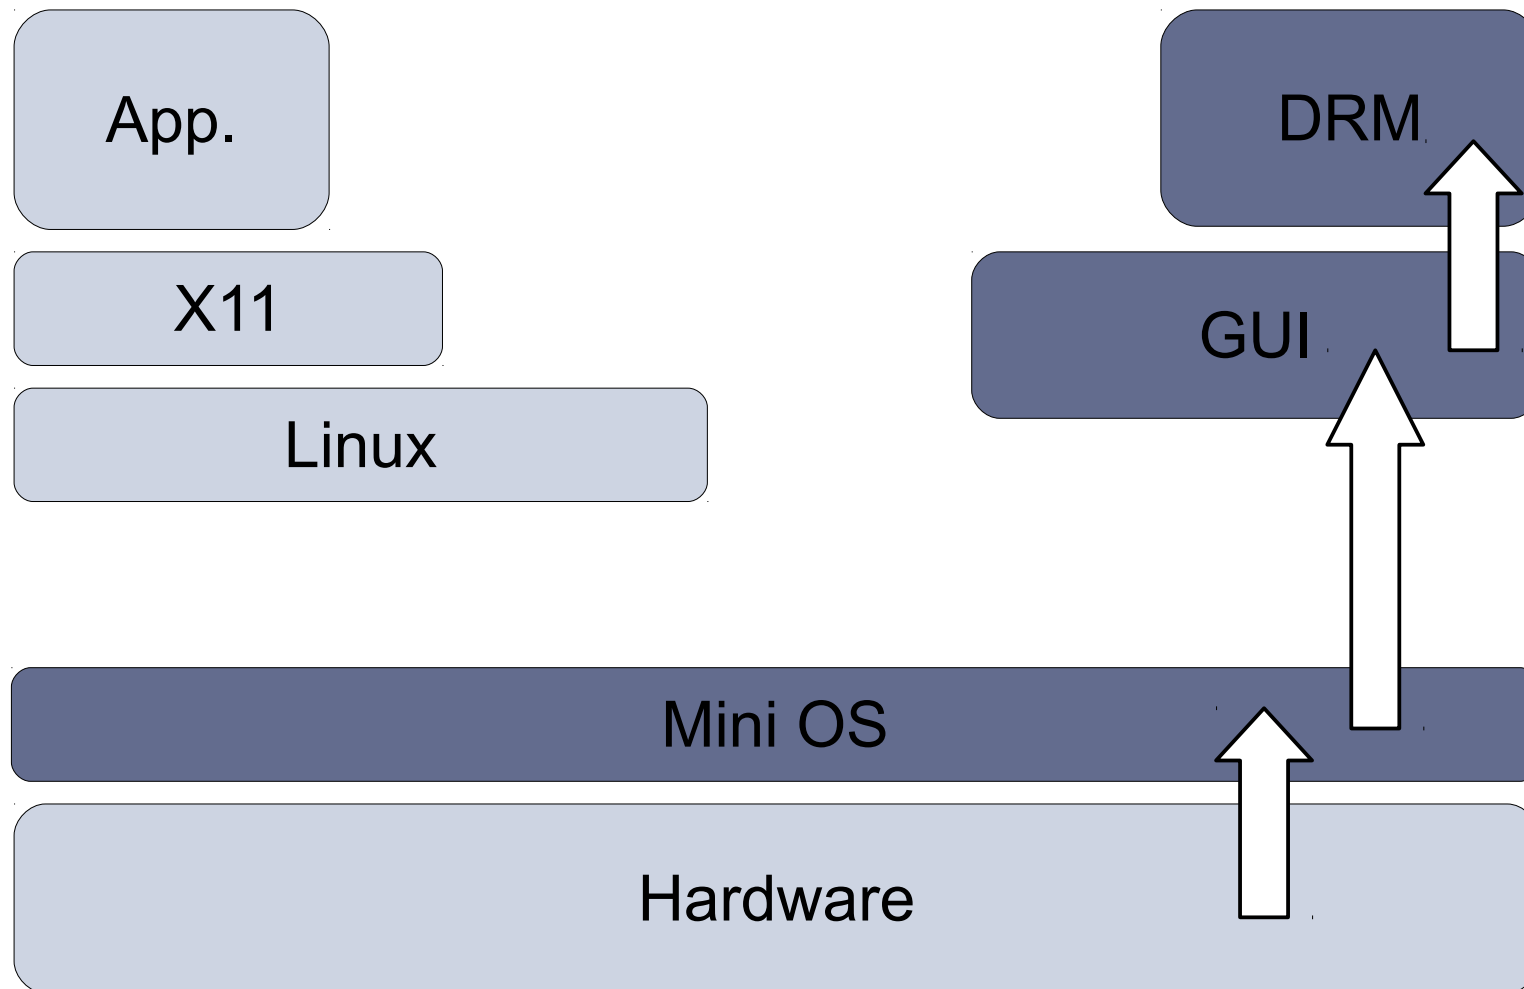 App.
DRM
X11
GUI
Linux
Mini OS
Hardware